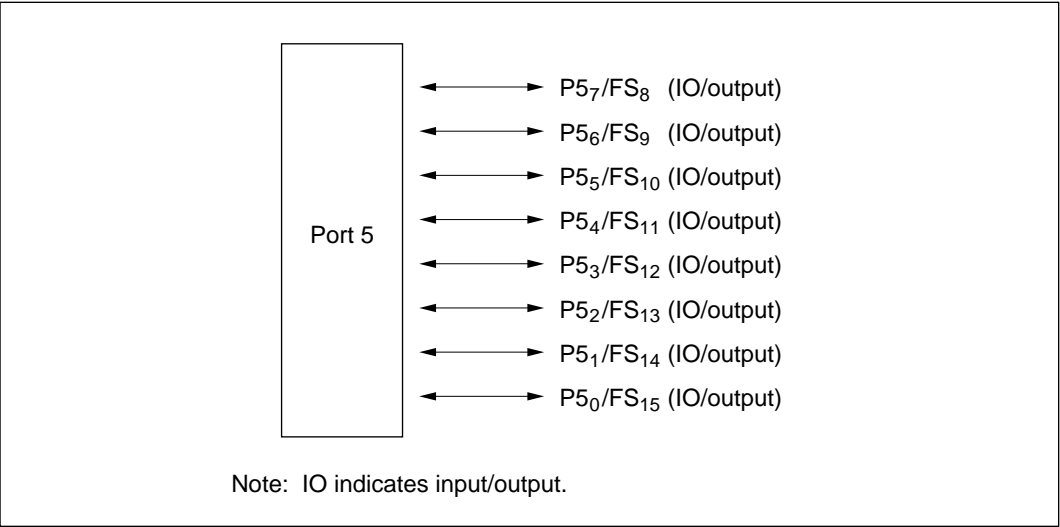 P5₇/FS₈ (IO/output)
P5₆/FS₉ (IO/output)
P5₅/FS₁₀ (IO/output)
P5₄/FS₁₁ (IO/output)
Port 5
P5₃/FS₁₂ (IO/output)
P5₂/FS₁₃ (IO/output)
P5₁/FS₁₄ (IO/output)
P5₀/FS₁₅ (IO/output)
Note: IO indicates input/output.